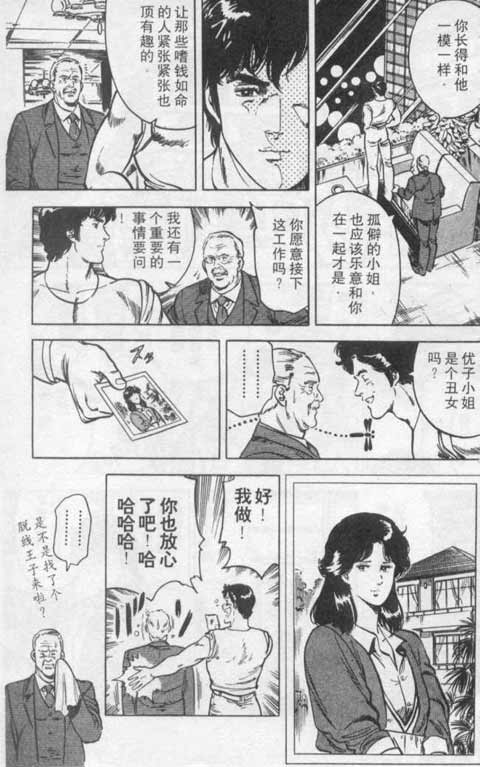 你长得和他
一模一样．
孤僻的小姐．
也应该乐意和你
在一起才是．
让那些嗜钱如命
的人紧张紧张也
顶有趣的．
你愿意接下
这工作吗？
我还有一
个重要的
事情要问
！
优子小姐
是个丑女
吗？
………
ヌッ
好！
我做！
你也放心
了吧！哈
哈哈！
………
是不是找了个
脱线王子来啦？